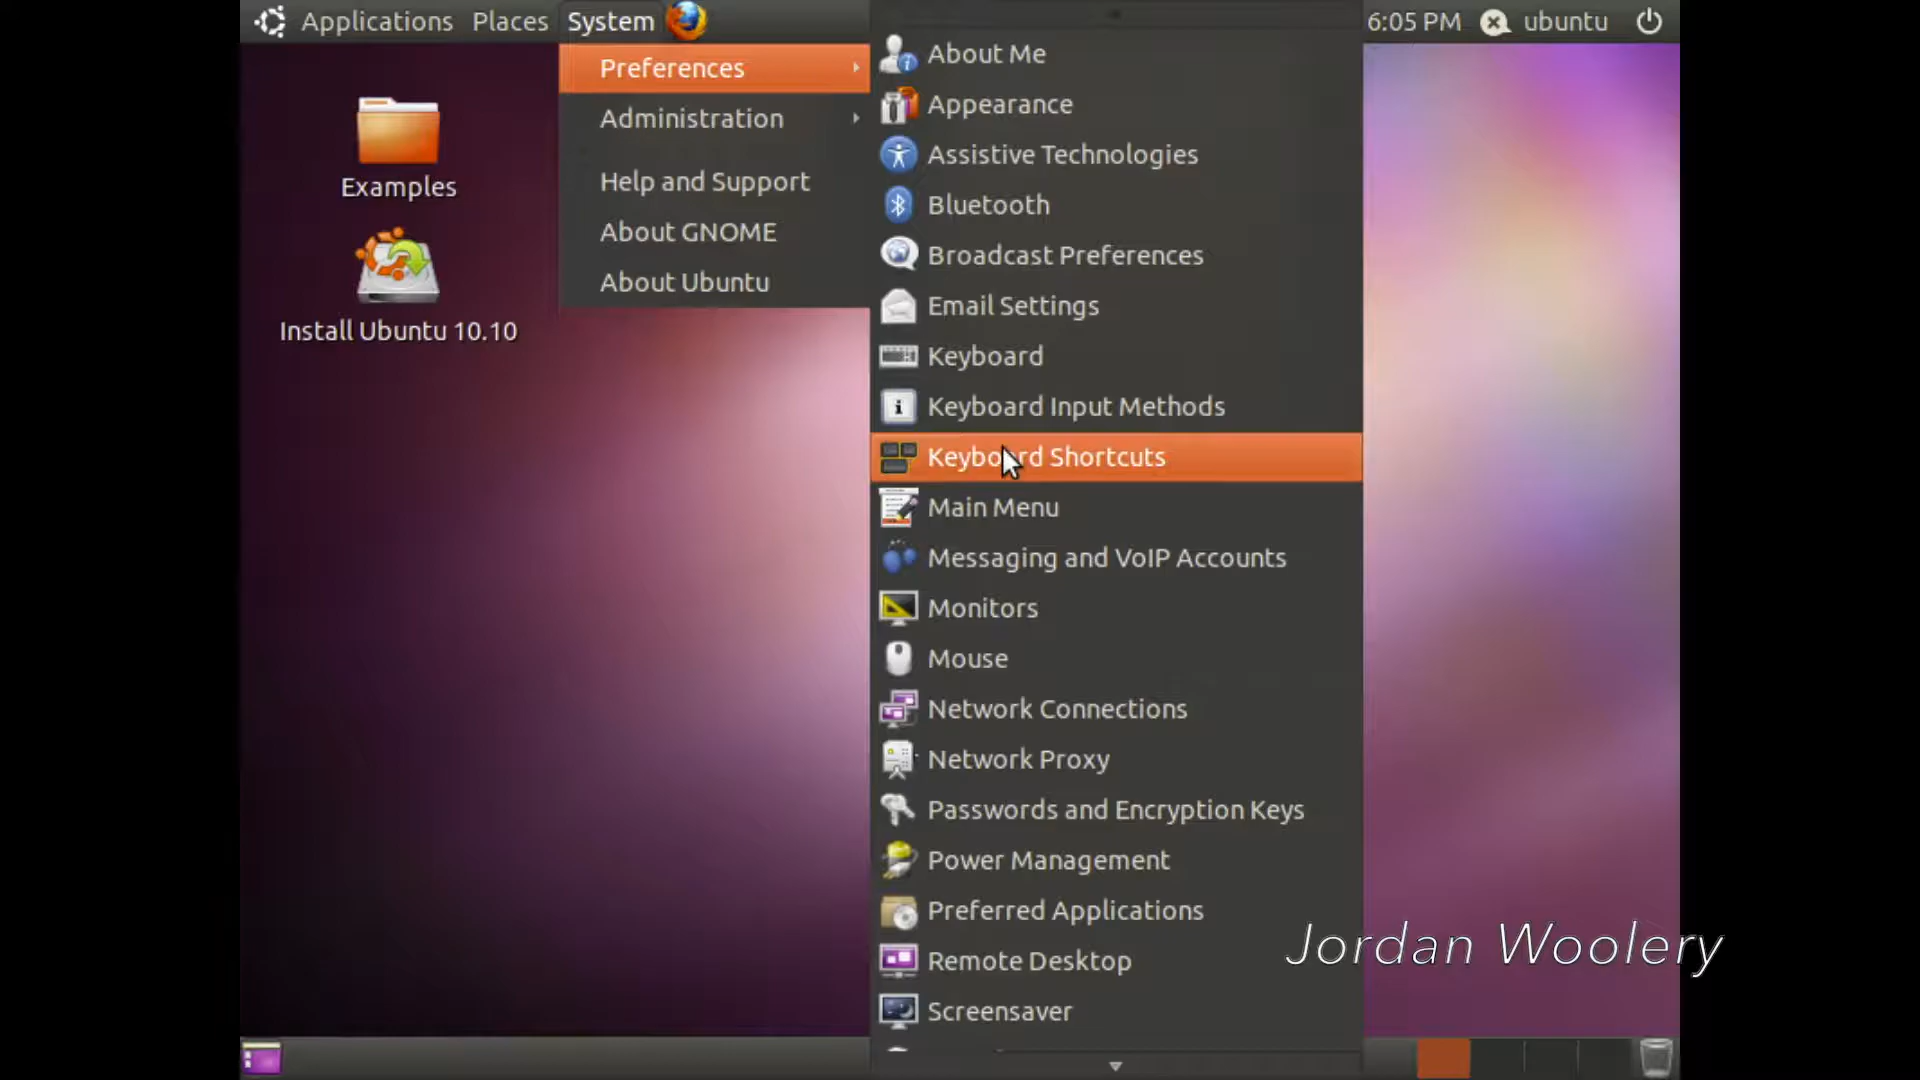 Applications Places System
6:05 PM ubuntu
Preferences
Administration
Help and Support
About GNOME
About Ubuntu
Examples
Install Ubuntu 10.10
About Me
Appearance
Assistive Technologies
Bluetooth
Broadcast Preferences
Email Settings
Keyboard
Keyboard Input Methods
Keyboard Shortcuts
Main Menu
Messaging and VoIP Accounts
Monitors
Mouse
Network Connections
Network Proxy
Passwords and Encryption Keys
Power Management
Preferred Applications
Remote Desktop
Screensaver
Jordan Woolery